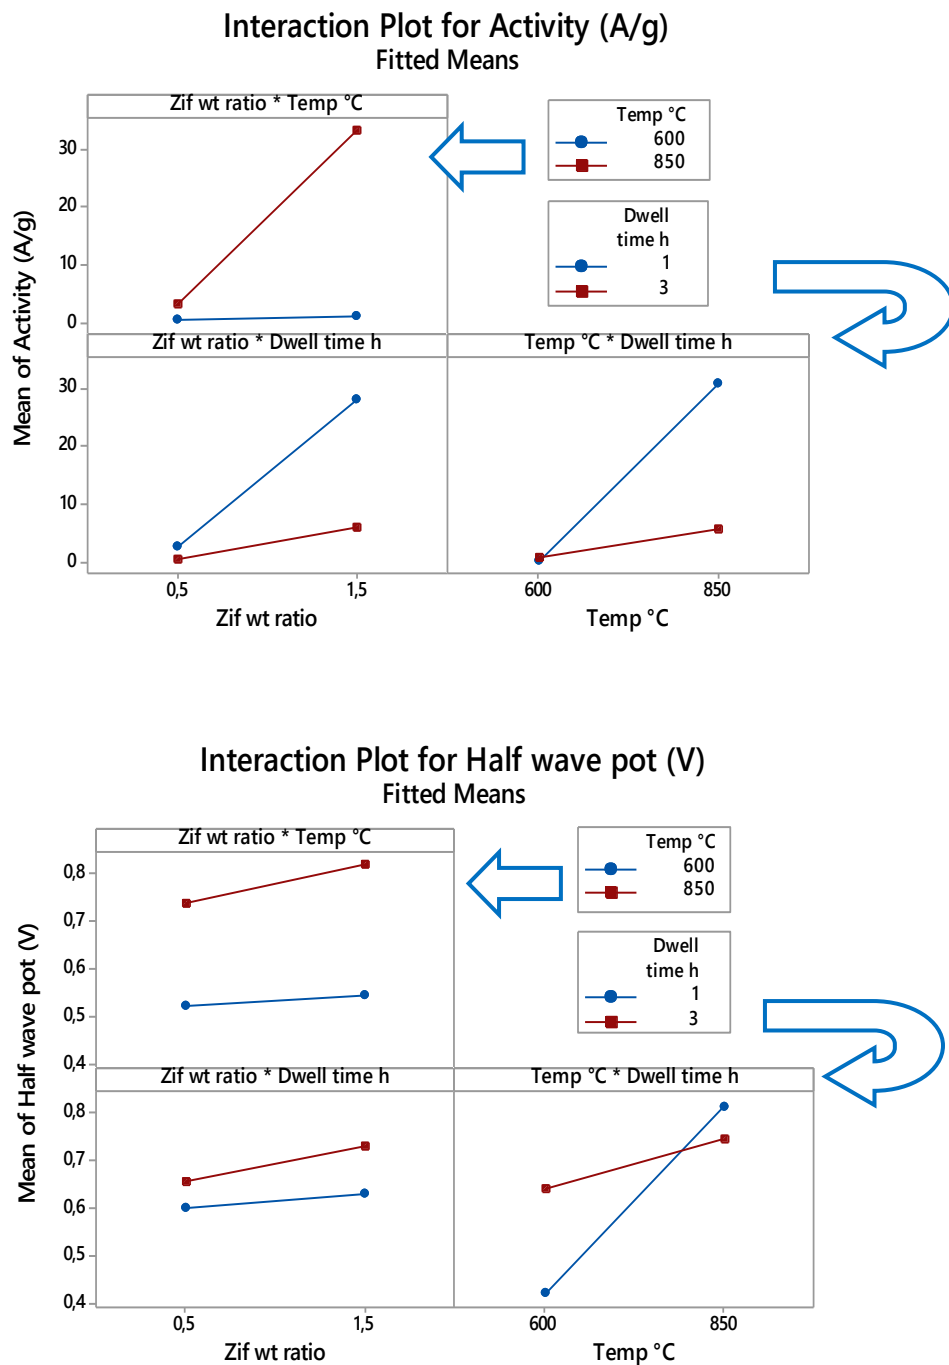 Interaction Plot for Activity (A/g)
Fitted Means
Zif wt ratio * Temp °C
Temp °C
600
850
Dwell
time h
1
3
30
20
10
0
Mean of Activity (A/g)
Zif wt ratio * Dwell time h
Temp °C * Dwell time h
30
20
10
0
0,5
1,5
600
850
Zif wt ratio
Temp °C
Interaction Plot for Half wave pot (V)
Fitted Means
Zif wt ratio * Temp °C
Temp °C
600
850
Dwell
time h
1
3
0,8
0,7
0,6
0,5
0,4
Mean of Half wave pot (V)
Zif wt ratio * Dwell time h
Temp °C * Dwell time h
0,8
0,7
0,6
0,5
0,4
0,5
1,5
600
850
Zif wt ratio
Temp °C